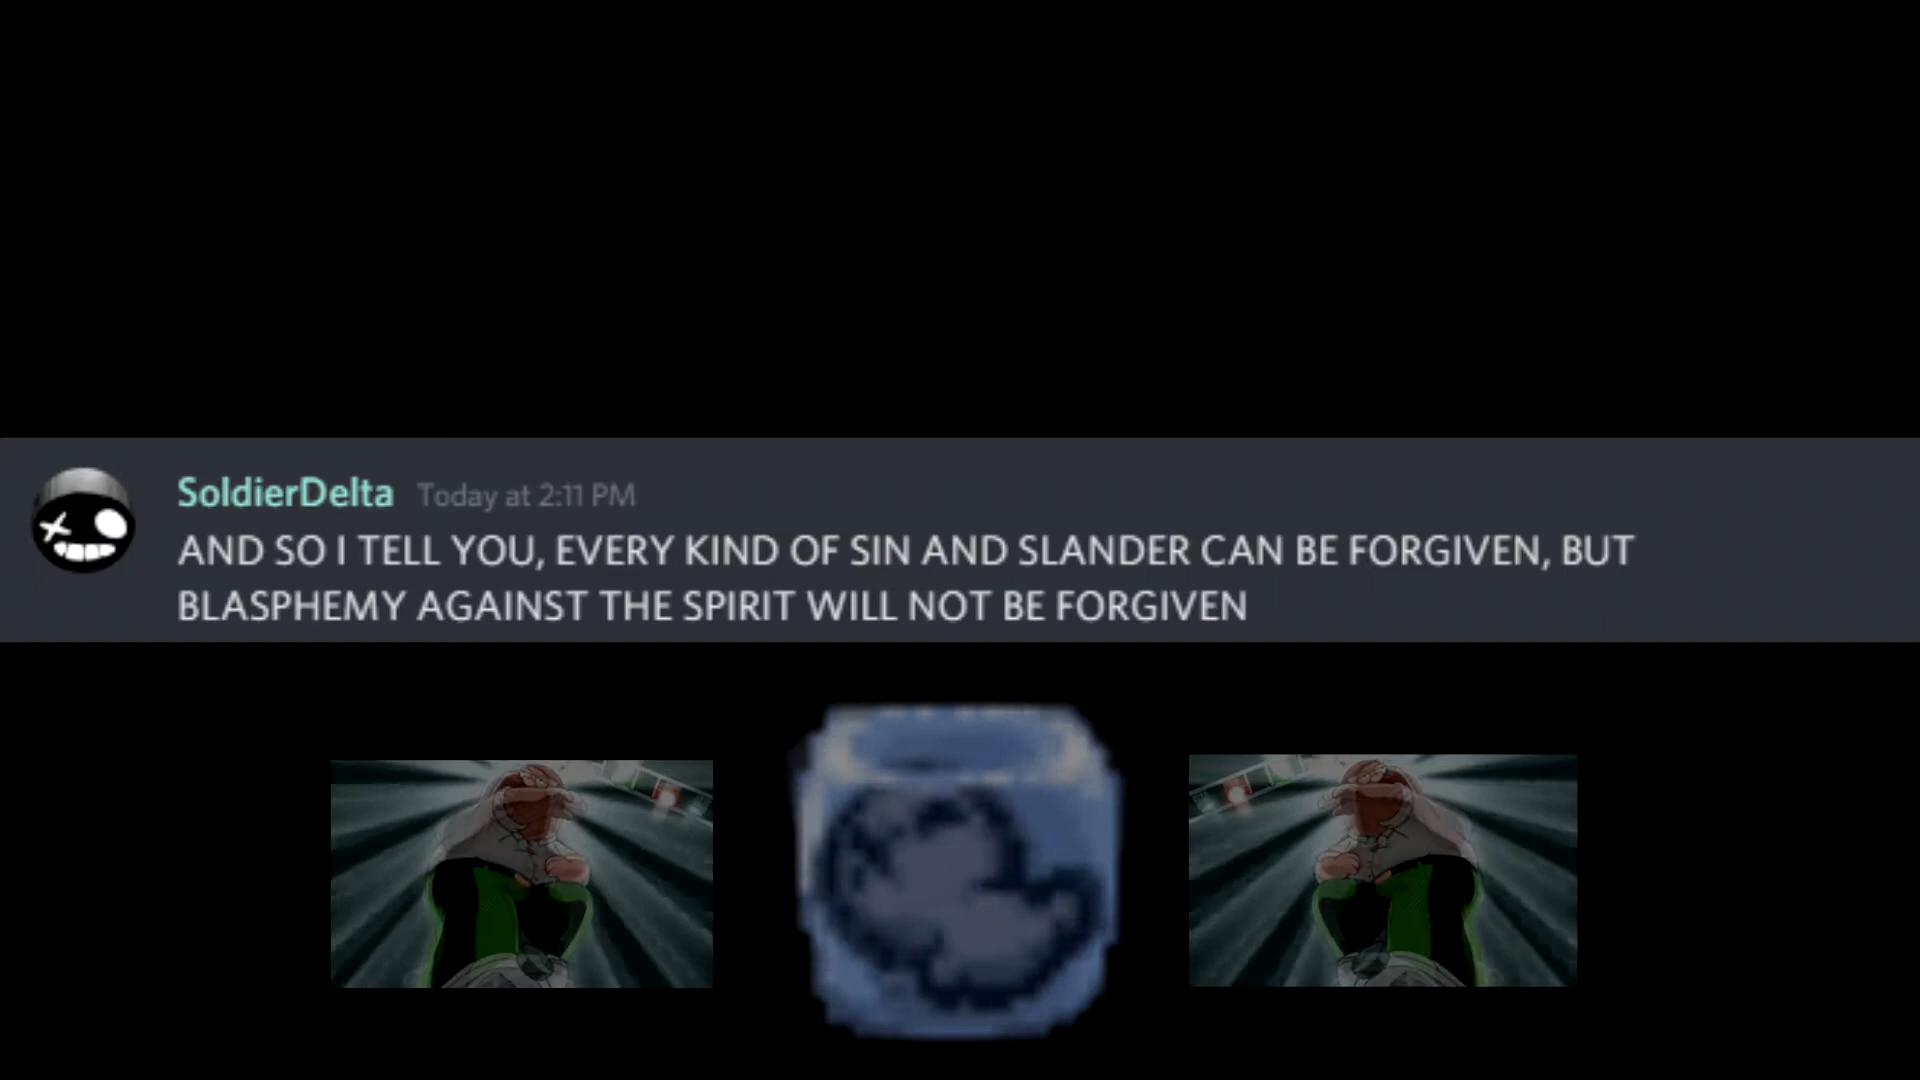 SoldierDelta Today at 2:11 PM
AND SO I TELL YOU, EVERY KIND OF SIN AND SLANDER CAN BE FORGIVEN, BUT
BLASPHEMY AGAINST THE SPIRIT WILL NOT BE FORGIVEN